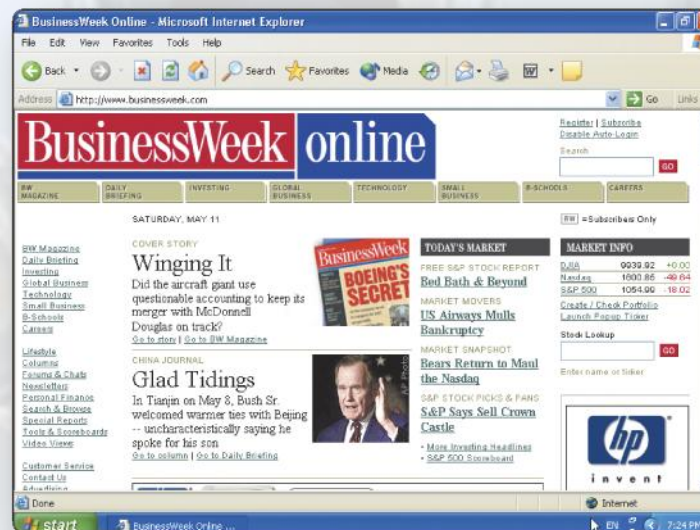 BusinessWeek Online - Microsoft Internet Explorer
File Edit View Favorites Tools Help
Back Search Favorites Media
Address http://www.businessweek.com Go Links
BusinessWeek online
Register | Subscribe
Disable Auto-Login
Search
GO
BW MAGAZINE
DAILY BRIEFING
INVESTING
GLOBAL BUSINESS
TECHNOLOGY
SMALL BUSINESS
B-SCHOOLS
CAREERS
SATURDAY, MAY 11
BW =Subscribers Only
BW Magazine
Daily Briefing
Investing
Global Business
Technology
Small Business
B-Schools
Careers
Lifestyle
Columns
Forums & Chats
Newsletters
Personal Finance
Search & Browse
Special Reports
Tools & Scoreboards
Video Views
Customer Service
Contact Us
Advertising
COVER STORY
Winging It
Did the aircraft giant use
questionable accounting to keep its
merger with McDonnell
Douglas on track?
Go to story | Go to BW Magazine
BusinessWeek
BOEING'S
SECRET
CHINA JOURNAL
Glad Tidings
In Tianjin on May 8, Bush Sr.
welcomed warmer ties with Beijing
-- uncharacteristically saying he
spoke for his son
Go to column | Go to Daily Briefing
AP Photo
TODAY'S MARKET
FREE S&P STOCK REPORT
Bed Bath & Beyond
MARKET MOVERS
US Airways Mulls
Bankruptcy
MARKET SNAPSHOT
Bears Return to Maul
the Nasdaq
S&P STOCK PICKS & PANS
S&P Says Sell Crown
Castle
• More Investing Headlines
• S&P 500 Scoreboard
MARKET INFO
DJIA 9939.92 +0.00
Nasdaq 1600.85 -49.64
S&P 500 1054.99 -18.02
Create / Check Portfolio
Launch Popup Ticker
Stock Lookup
GO
Enter name or ticker
hp
invent
Done Internet
start BusinessWeek Online ... EN 7:24 PM